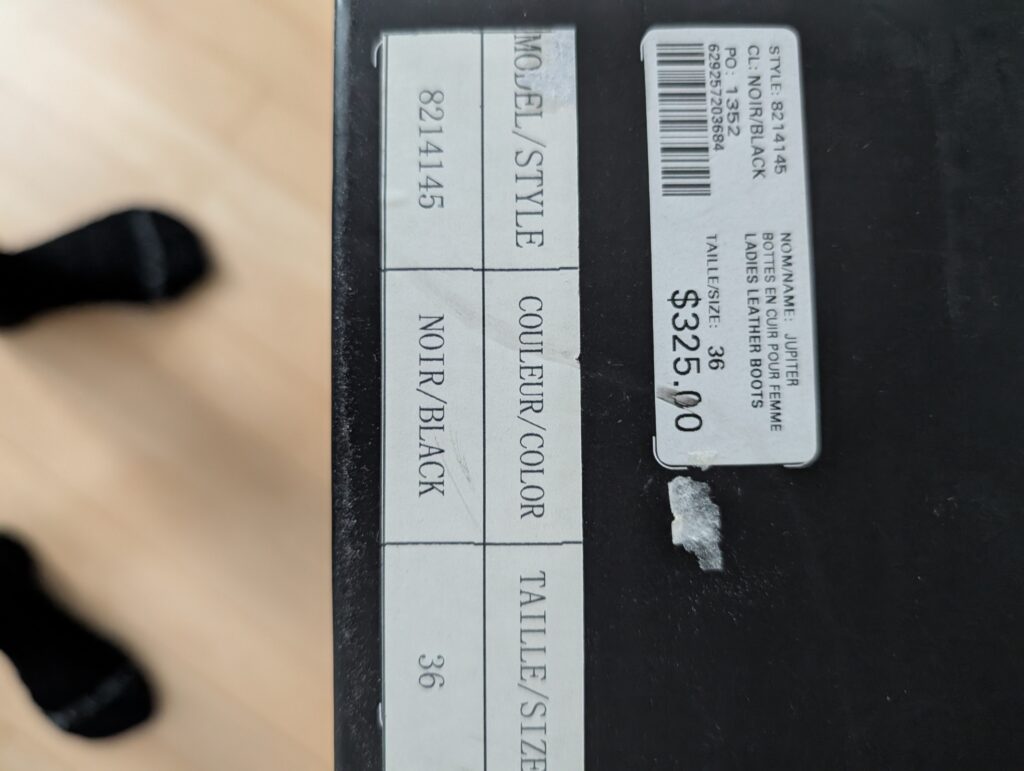 MODEL/STYLE
COULEUR/COLOR
TAILLE/SIZE
8214145
NOIR/BLACK
36
STYLE: 8214145
CL: NOIR/BLACK
PO: 1352
629257203684
NOM/NAME: JUPITER
BOTTES EN CUIR POUR FEMME
LADIES LEATHER BOOTS
TAILLE/SIZE: 36
$325.00